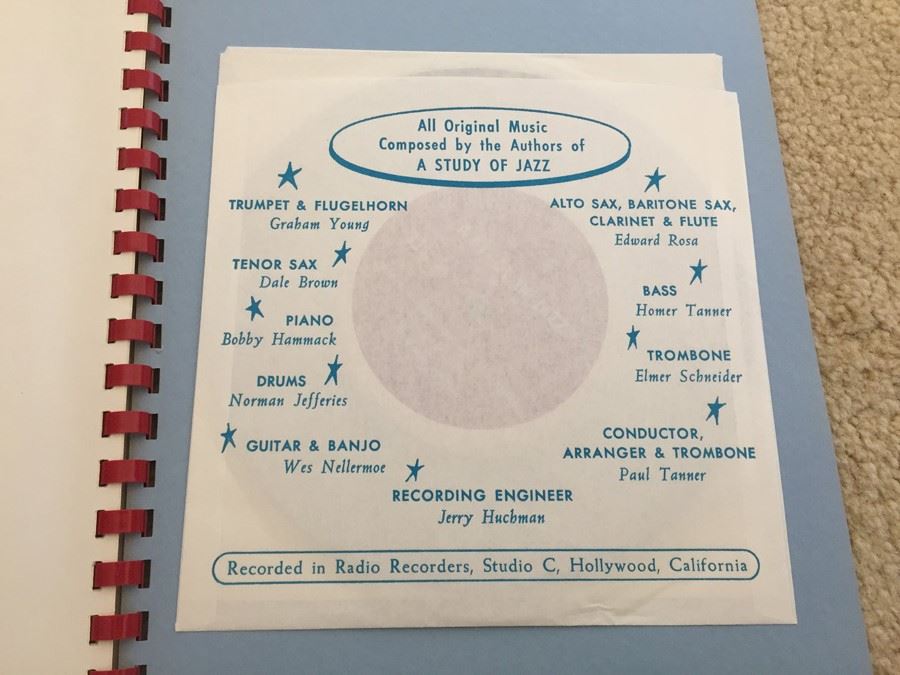 All Original Music
Composed by the Authors of
A STUDY OF JAZZ
TRUMPET & FLUGELHORN
Graham Young
TENOR SAX
Dale Brown
PIANO
Bobby Hammack
DRUMS
Norman Jefferies
GUITAR & BANJO
Wes Nellermoe
ALTO SAX, BARITONE SAX,
CLARINET & FLUTE
Edward Rosa
BASS
Homer Tanner
TROMBONE
Elmer Schneider
CONDUCTOR,
ARRANGER & TROMBONE
Paul Tanner
RECORDING ENGINEER
Jerry Huchman
Recorded in Radio Recorders, Studio C, Hollywood, California